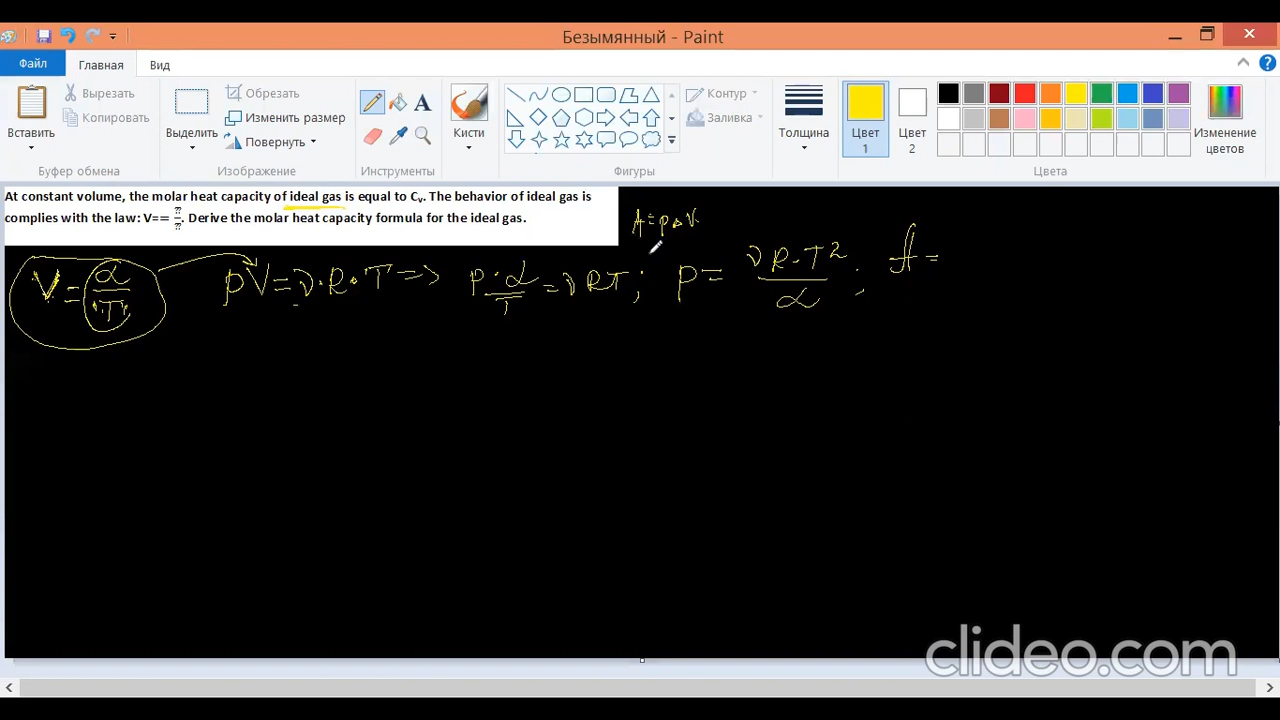 Безымянный - Paint
Файл Главная Вид
Вставить
Вырезать
Копировать
Буфер обмена
Выделить
Обрезать
Изменить размер
Повернуть
Изображение
Инструменты
Кисти
Контур
Заливка
Фигуры
Толщина
Цвет 1
Цвет 2
Изменение цветов
Цвета
At constant volume, the molar heat capacity of ideal gas is equal to Cᵥ. The behavior of ideal gas is
complies with the law: V==⁇/⁇. Derive the molar heat capacity formula for the ideal gas.
A=pΔV
V=α/T pV=ν·R·T=> P·α/T=νRT; P=νR·T²/α; A=
clideo.com